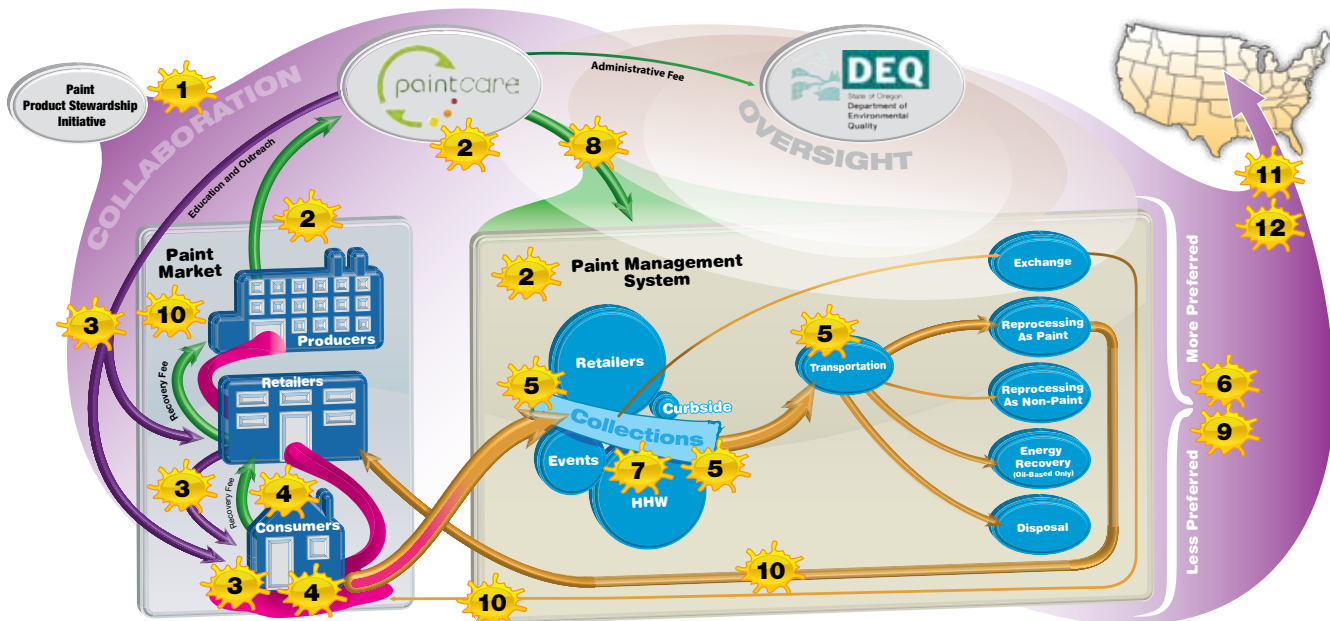 Paint
Product Stewardship
Initiative
1
COLLABORATION
paintcare
2
Administrative Fee
DEQ
State of Oregon
Department of
Environmental
Quality
OVERSIGHT
8
11
12
Education and Outreach
2
Paint
Market
10
3
Producers
Recovery Fee
Retailers
3
4
Recovery Fee
Consumers
3
4
2
Paint Management
System
Retailers
5
Curbside
Collections
Events
7
5
HHW
5
Transportation
Exchange
Reprocessing
As Paint
Reprocessing
As Non-Paint
Energy
Recovery
(Oil-Based Only)
Disposal
10
10
More Preferred
6
9
Less Preferred